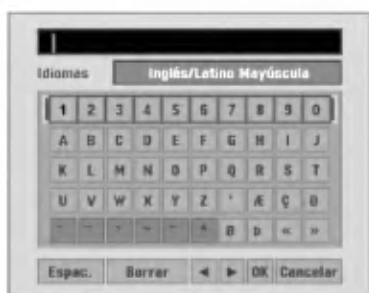 Idiomas Inglés/Latino Mayúscula
1 2 3 4 5 6 7 8 9 0
A B C D E F G H I J
K L M N O P Q R S T
U V W X Y Z ' Æ Ç
Þ « »
Espac. Borrar ◄ ► OK Cancelar